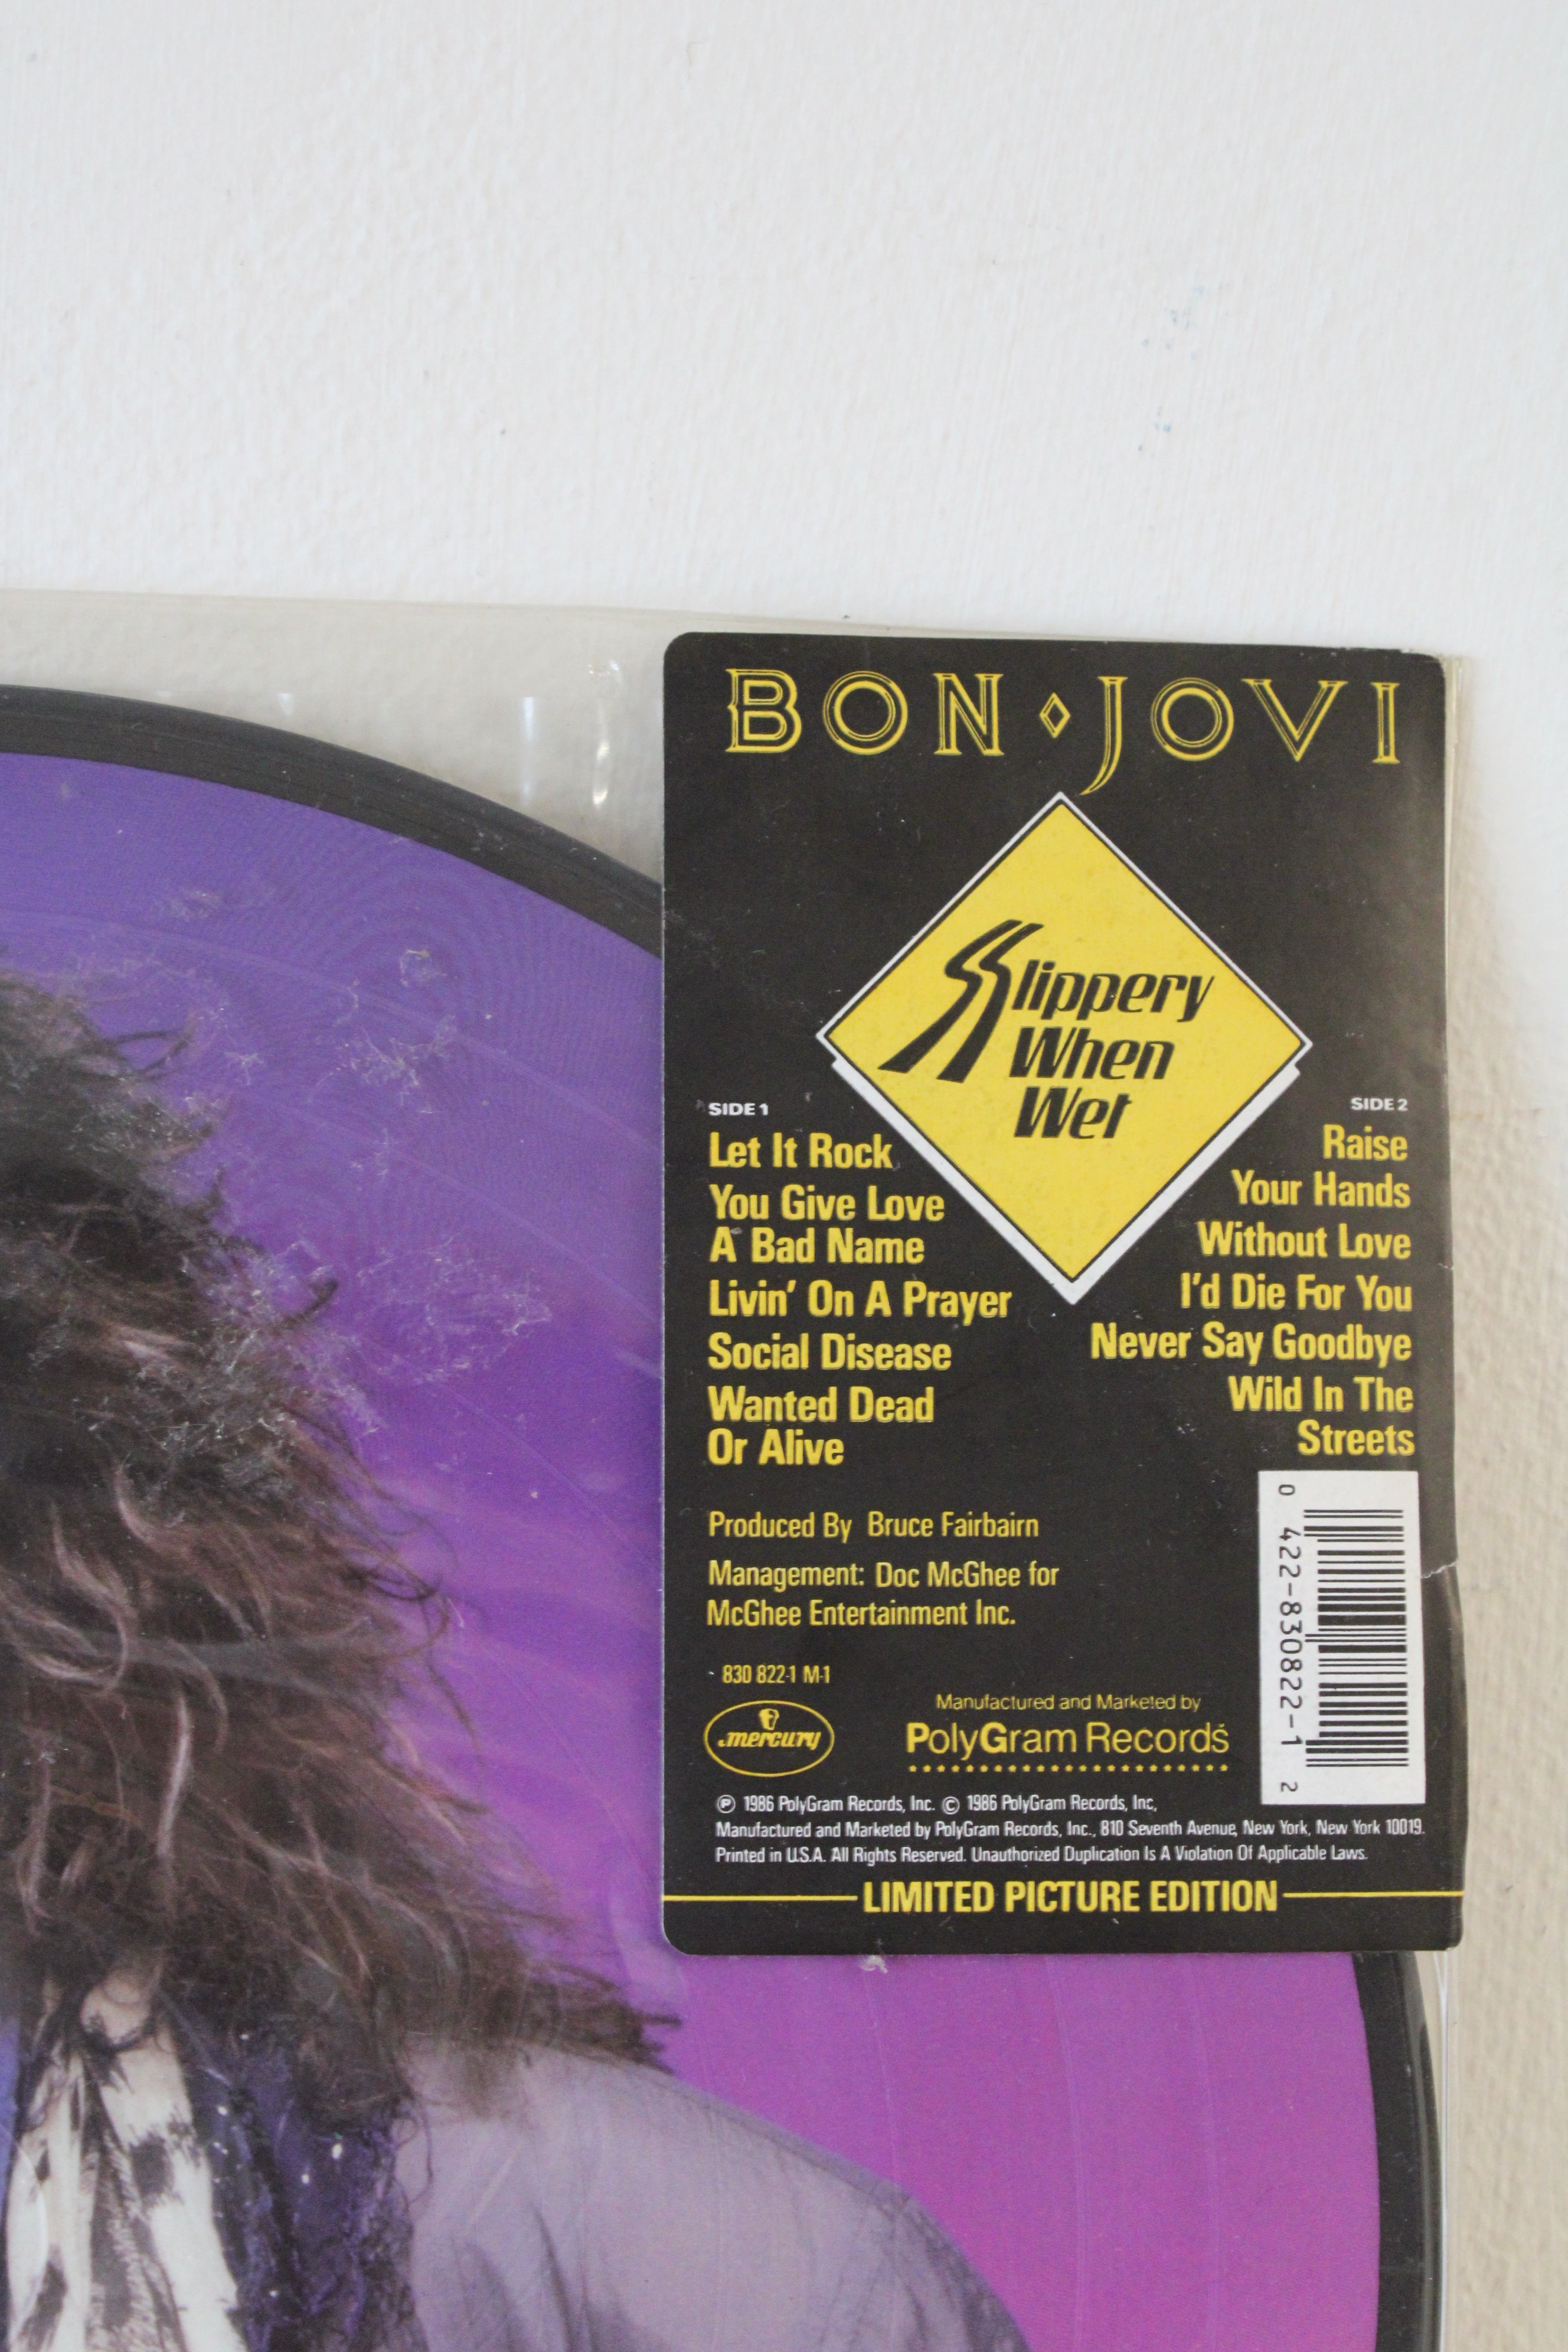 BON JOVI
Slippery
When
Wet
SIDE 1
Let It Rock
You Give Love
A Bad Name
Livin' On A Prayer
Social Disease
Wanted Dead
Or Alive
SIDE 2
Raise
Your Hands
Without Love
I'd Die For You
Never Say Goodbye
Wild In The
Streets
Produced By Bruce Fairbairn
Management: Doc McGhee for
McGhee Entertainment Inc.
830 822-1 M-1
mercury
Manufactured and Marketed by
PolyGram Records
0 422-830822-1 2
℗ 1986 PolyGram Records, Inc. © 1986 PolyGram Records, Inc,
Manufactured and Marketed by PolyGram Records, Inc., 810 Seventh Avenue, New York, New York 10019.
Printed in U.S.A. All Rights Reserved. Unauthorized Duplication Is A Violation Of Applicable Laws.
LIMITED PICTURE EDITION